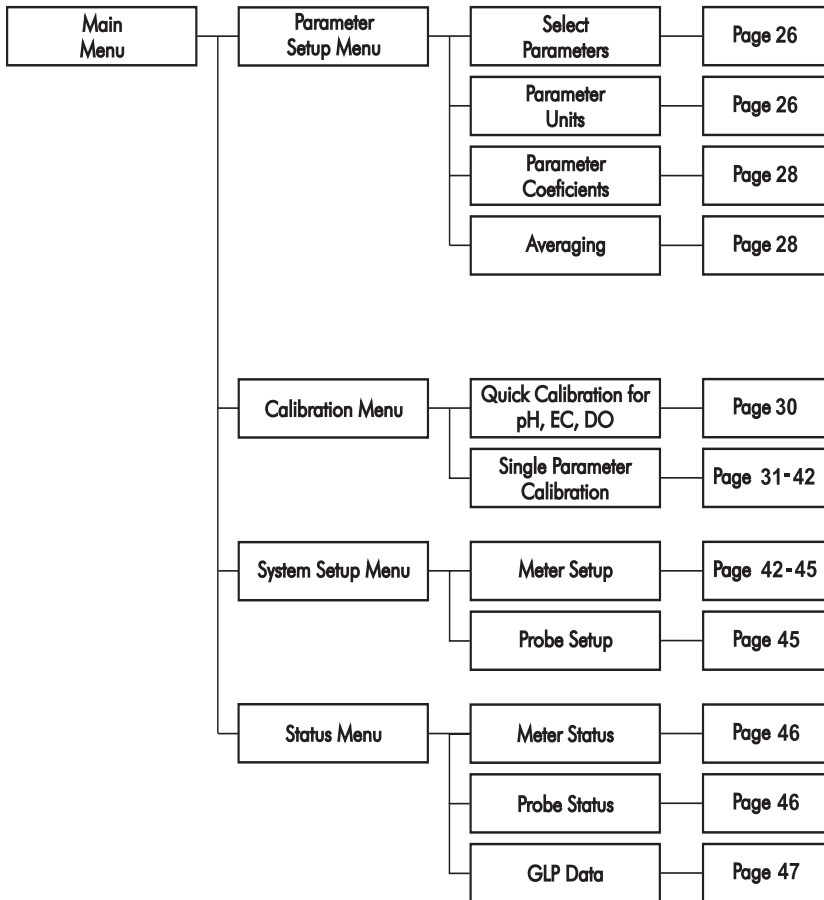 Main
Menu
Parameter
Setup Menu
Select
Parameters
Page 26
Parameter
Units
Page 26
Parameter
Coeficients
Page 28
Averaging
Page 28
Calibration Menu
Quick Calibration for
pH, EC, DO
Page 30
Single Parameter
Calibration
Page 31-42
System Setup Menu
Meter Setup
Page 42-45
Probe Setup
Page 45
Status Menu
Meter Status
Page 46
Probe Status
Page 46
GLP Data
Page 47